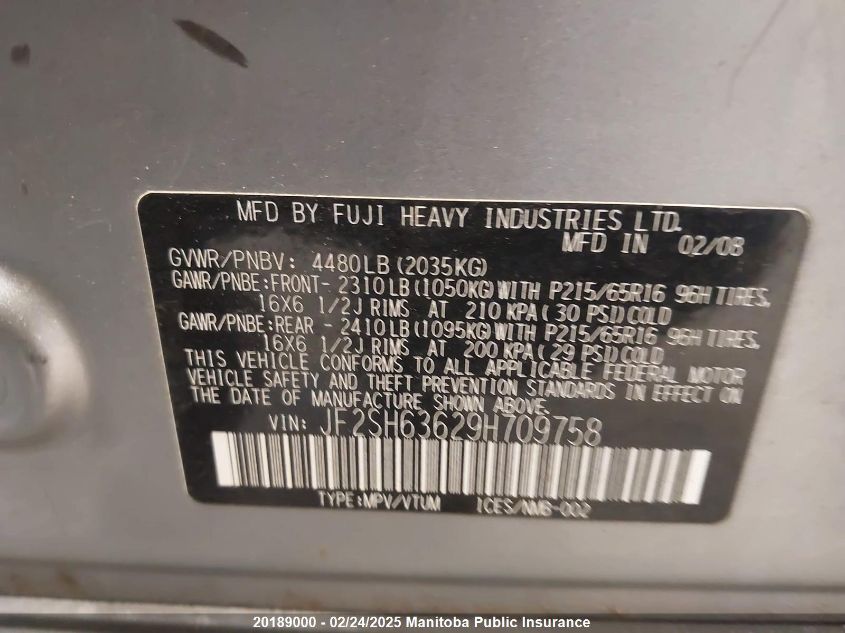 MFD BY FUJI HEAVY INDUSTRIES LTD.
MFD IN 02/08
GVWR/PNBV: 4480LB (2035KG)
GAWR/PNBE:FRONT- 2310LB(1050KG)WITH P215/65R16 96H TIRES,
16X6 1/2J RIMS AT 210 KPA( 30 PSI)COLD
GAWR/PNBE:REAR - 2410LB(1095KG)WITH P215/65R16 96H TIRES,
16X6 1/2J RIMS AT 200 KPA( 29 PSI)COLD
THIS VEHICLE CONFORMS TO ALL APPLICABLE FEDERAL MOTOR
VEHICLE SAFETY AND THEFT PREVENTION STANDARDS IN EFFECT ON
THE DATE OF MANUFACTURE SHOWN ABOVE.
VIN: JF2SH63629H709758
TYPE:MPV/VTUM ICES/NMB-002
20189000 - 02/24/2025 Manitoba Public Insurance